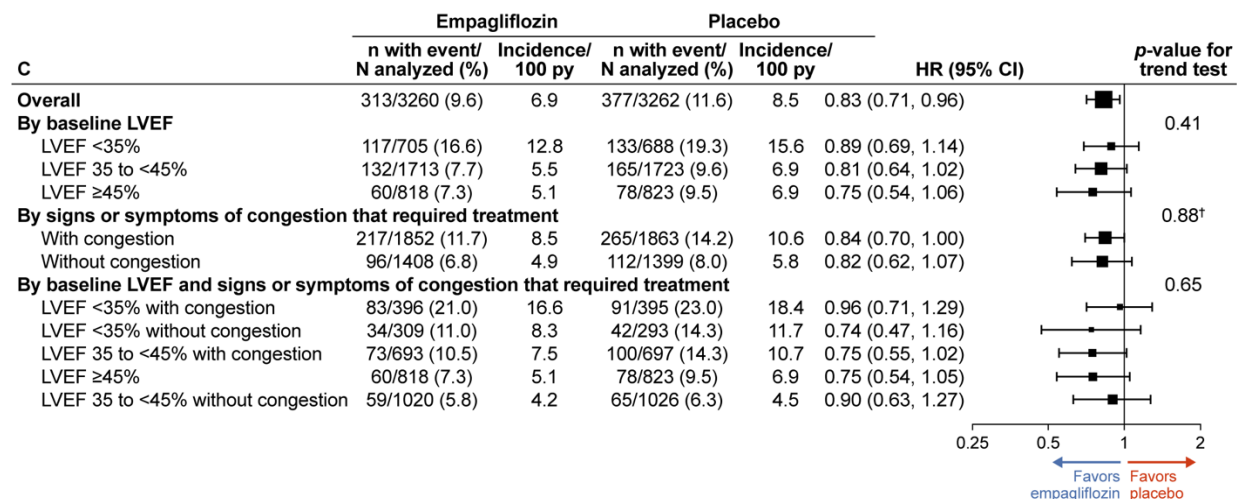 Empagliflozin Placebo
C n with event/ N analyzed (%) Incidence/ 100 py n with event/ N analyzed (%) Incidence/ 100 py HR (95% CI) p-value for trend test
Overall 313/3260 (9.6) 6.9 377/3262 (11.6) 8.5 0.83 (0.71, 0.96)
By baseline LVEF 0.41
LVEF <35% 117/705 (16.6) 12.8 133/688 (19.3) 15.6 0.89 (0.69, 1.14)
LVEF 35 to <45% 132/1713 (7.7) 5.5 165/1723 (9.6) 6.9 0.81 (0.64, 1.02)
LVEF ≥45% 60/818 (7.3) 5.1 78/823 (9.5) 6.9 0.75 (0.54, 1.06)
By signs or symptoms of congestion that required treatment 0.88†
With congestion 217/1852 (11.7) 8.5 265/1863 (14.2) 10.6 0.84 (0.70, 1.00)
Without congestion 96/1408 (6.8) 4.9 112/1399 (8.0) 5.8 0.82 (0.62, 1.07)
By baseline LVEF and signs or symptoms of congestion that required treatment 0.65
LVEF <35% with congestion 83/396 (21.0) 16.6 91/395 (23.0) 18.4 0.96 (0.71, 1.29)
LVEF <35% without congestion 34/309 (11.0) 8.3 42/293 (14.3) 11.7 0.74 (0.47, 1.16)
LVEF 35 to <45% with congestion 73/693 (10.5) 7.5 100/697 (14.3) 10.7 0.75 (0.55, 1.02)
LVEF ≥45% 60/818 (7.3) 5.1 78/823 (9.5) 6.9 0.75 (0.54, 1.05)
LVEF 35 to <45% without congestion 59/1020 (5.8) 4.2 65/1026 (6.3) 4.5 0.90 (0.63, 1.27)
0.25 0.5 1 2
Favors empagliflozin Favors placebo